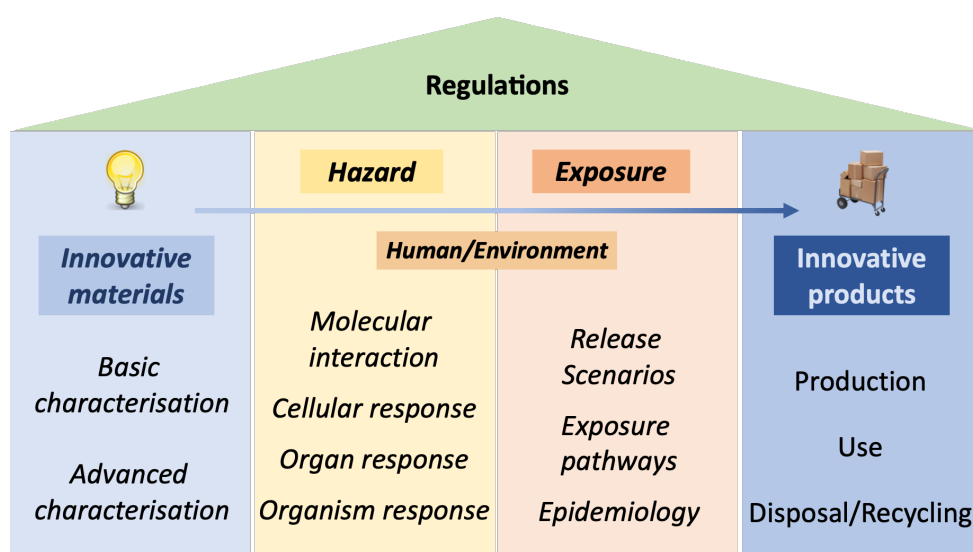 Regulations
Innovative
materials
Basic
characterisation
Advanced
characterisation
Hazard
Exposure
Human/Environment
Molecular
interaction
Cellular response
Organ response
Organism response
Release
Scenarios
Exposure
pathways
Epidemiology
Innovative
products
Production
Use
Disposal/Recycling